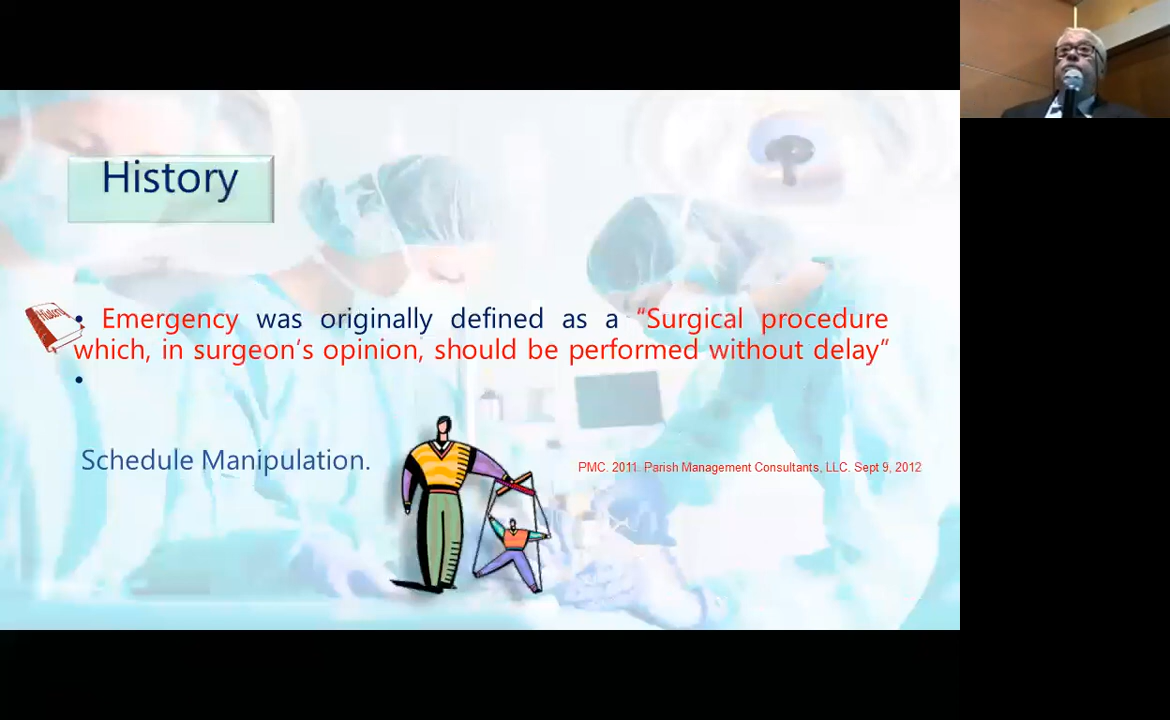 History
History
• Emergency was originally defined as a “Surgical procedure
which, in surgeon’s opinion, should be performed without delay”
•
Schedule Manipulation.
PMC. 2011. Parish Management Consultants, LLC. Sept 9, 2012